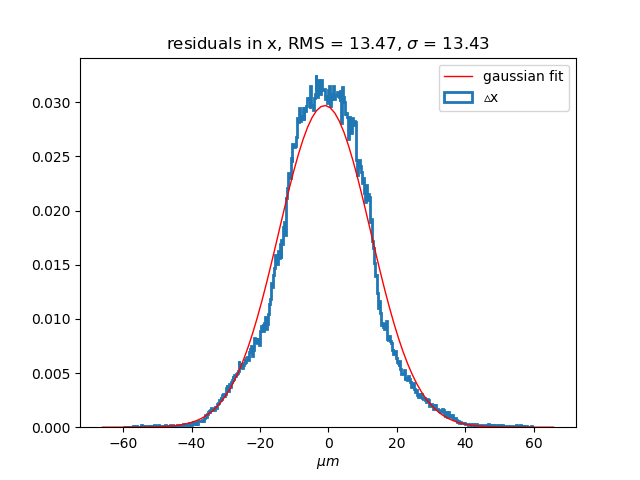 residuals in x, RMS = 13.47, σ = 13.43
gaussian fit
▵x
0.030
0.025
0.020
0.015
0.010
0.005
0.000
−60 −40 −20 0 20 40 60
μm